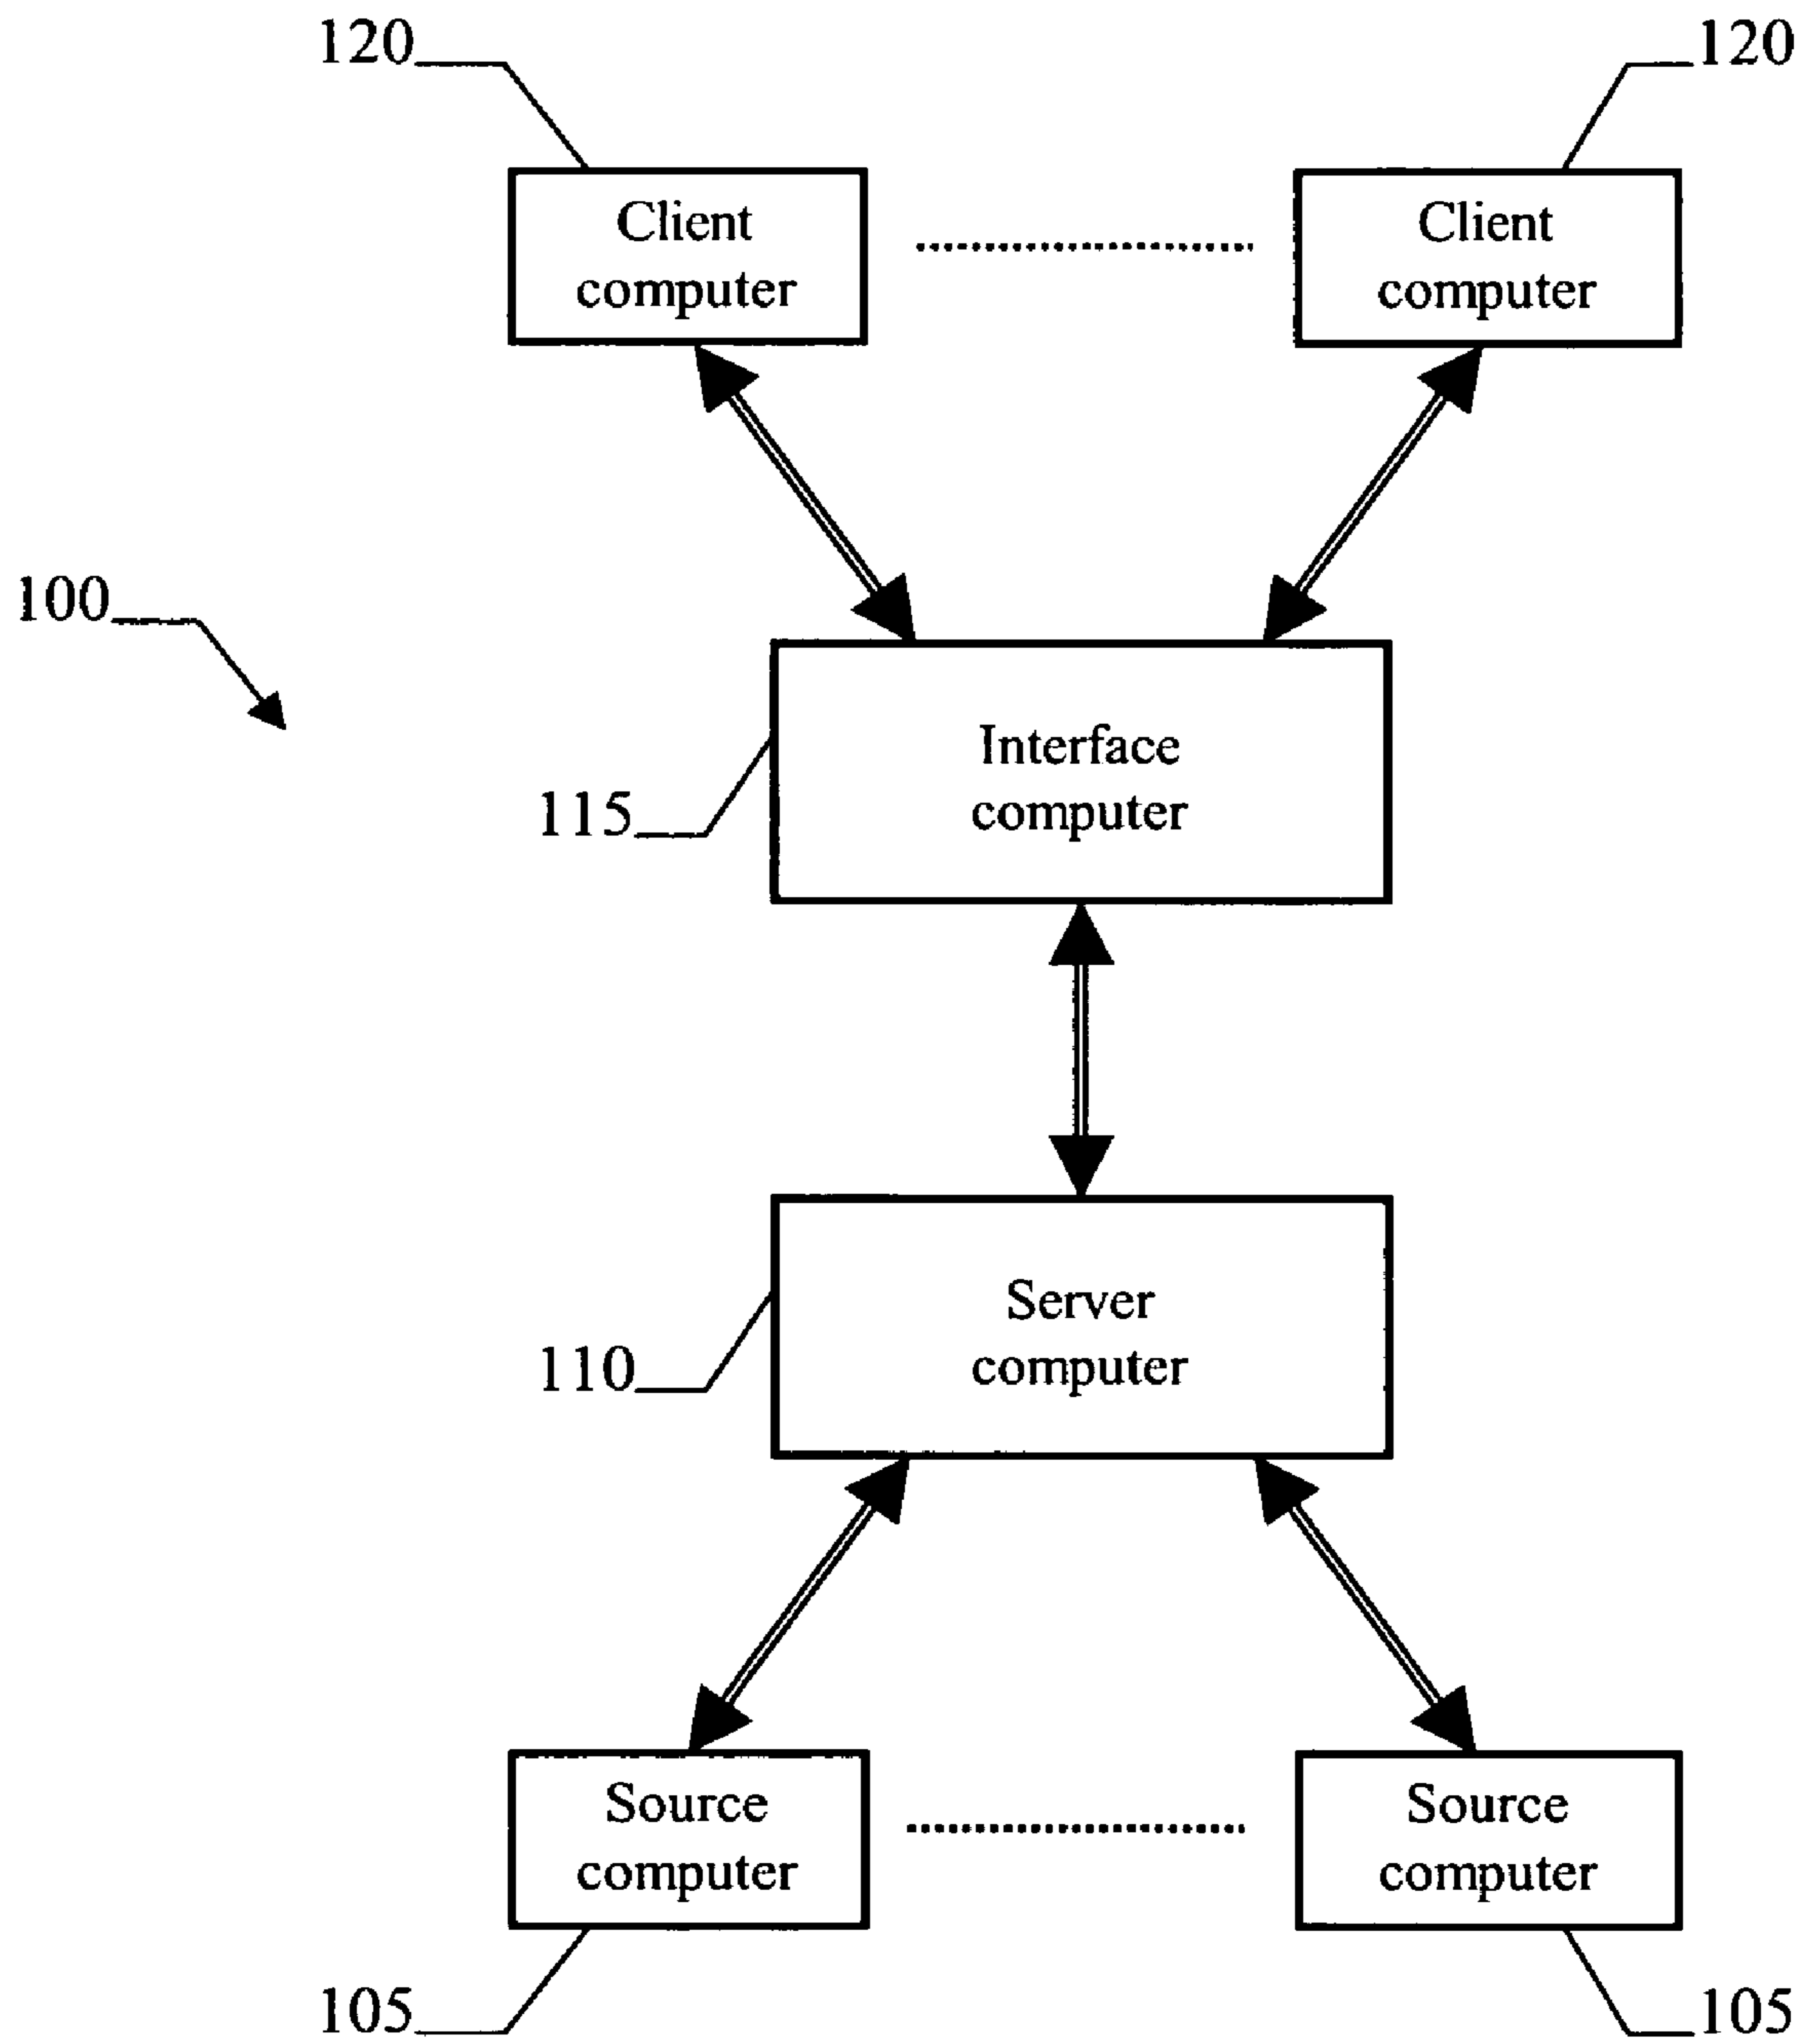 120
120
Client
computer
Client
computer
100
Interface
computer
115
Server
computer
110
Source
computer
Source
computer
105
105